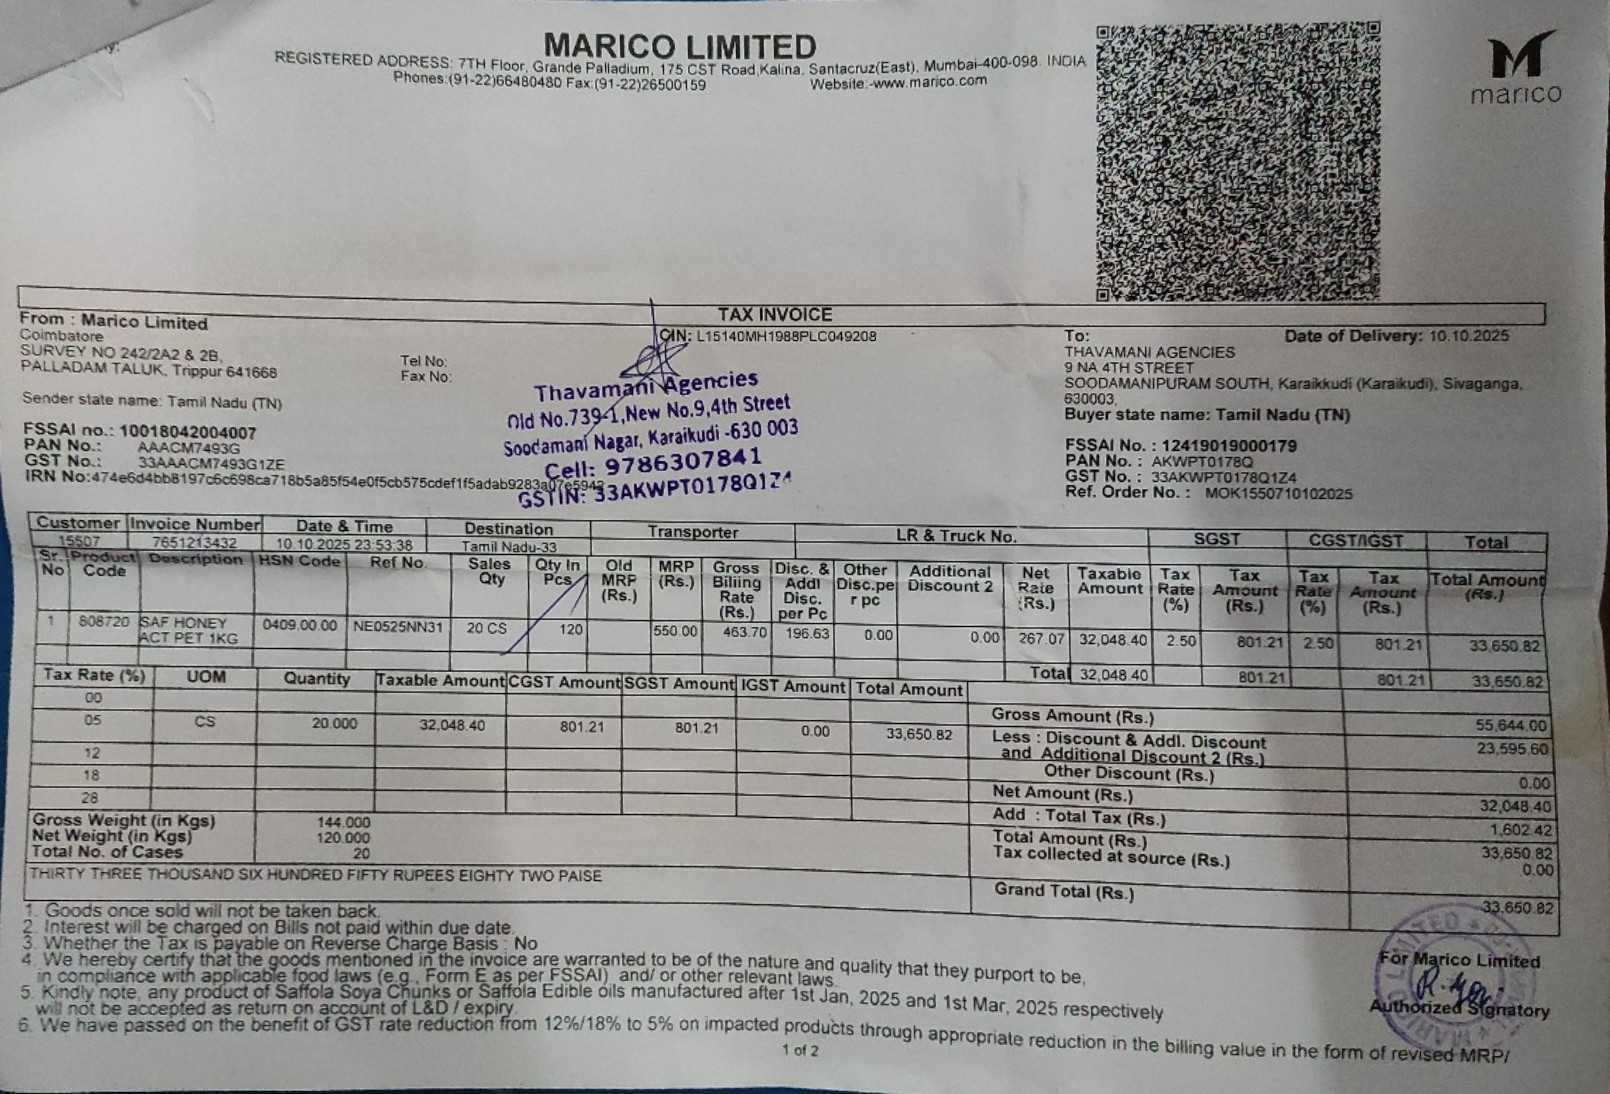 MARICO LIMITED
REGISTERED ADDRESS: 7TH Floor, Grande Palladium, 175 CST Road,Kalina, Santacruz(East), Mumbai-400-098. INDIA
Phones:(91-22)66480480 Fax:(91-22)26500159 Website:-www.marico.com
marico
TAX INVOICE
From : Marico Limited
Coimbatore
SURVEY NO 242/2A2 & 2B,
PALLADAM TALUK, Trippur 641668
Sender state name: Tamil Nadu (TN)
FSSAI no.: 10018042004007
PAN No.: AAACM7493G
GST No.: 33AAACM7493G1ZE
IRN No:474e6d4bb8197c6c698ca718b5a85f54e0f5cb575cdef1f5adab9283a07e5943
Tel No:
Fax No:
CIN: L15140MH1988PLC049208
Thavamani Agencies
Old No.739-1,New No.9,4th Street
Soodamani Nagar, Karaikudi -630 003
Cell: 9786307841
GSTIN: 33AKWPT0178Q1Z4
To: Date of Delivery: 10.10.2025
THAVAMANI AGENCIES
9 NA 4TH STREET
SOODAMANIPURAM SOUTH, Karaikkudi (Karaikudi), Sivaganga,
630003,
Buyer state name: Tamil Nadu (TN)
FSSAI No. : 12419019000179
PAN No. : AKWPT0178Q
GST No. : 33AKWPT0178Q1Z4
Ref. Order No. : MOK1550710102025
Customer Invoice Number Date & Time Destination Transporter LR & Truck No. SGST CGST/IGST Total
15507 7651213432 10.10.2025 23:53:38 Tamil Nadu-33
Sr. No Product Code Description HSN Code Ref No. Sales Qty Qty In Pcs Old MRP (Rs.) MRP (Rs.) Gross Biliing Rate (Rs.) Disc. & Addl Disc. per Pc Other Disc.pe r pc Additional Discount 2 Net Rate (Rs.) Taxable Amount Tax Rate (%) Tax Amount (Rs.) Tax Rate (%) Tax Amount (Rs.) Total Amount (Rs.)
1 808720 SAF HONEY ACT PET 1KG 0409.00.00 NE0525NN31 20 CS 120 550.00 463.70 196.63 0.00 0.00 267.07 32,048.40 2.50 801.21 2.50 801.21 33,650.82
Total 32,048.40 801.21 801.21 33,650.82
Tax Rate (%) UOM Quantity Taxable Amount CGST Amount SGST Amount IGST Amount Total Amount
00
05 CS 20.000 32,048.40 801.21 801.21 0.00 33,650.82
12
18
28
Gross Amount (Rs.) 55,644.00
Less : Discount & Addl. Discount
and Additional Discount 2 (Rs.) 23,595.60
Other Discount (Rs.) 0.00
Net Amount (Rs.) 32,048.40
Add : Total Tax (Rs.) 1,602.42
Total Amount (Rs.) 33,650.82
Tax collected at source (Rs.) 0.00
Grand Total (Rs.) 33,650.82
Gross Weight (in Kgs) 144.000
Net Weight (in Kgs) 120.000
Total No. of Cases 20
THIRTY THREE THOUSAND SIX HUNDRED FIFTY RUPEES EIGHTY TWO PAISE
1. Goods once sold will not be taken back.
2. Interest will be charged on Bills not paid within due date.
3. Whether the Tax is payable on Reverse Charge Basis : No
4. We hereby certify that the goods mentioned in the invoice are warranted to be of the nature and quality that they purport to be,
in compliance with applicable food laws (e.g., Form E as per FSSAI) and/ or other relevant laws.
5. Kindly note, any product of Saffola Soya Chunks or Saffola Edible oils manufactured after 1st Jan, 2025 and 1st Mar, 2025 respectively
will not be accepted as return on account of L&D / expiry.
6. We have passed on the benefit of GST rate reduction from 12%/18% to 5% on impacted products through appropriate reduction in the billing value in the form of revised MRP/
For Marico Limited
Authorized Signatory
1 of 2